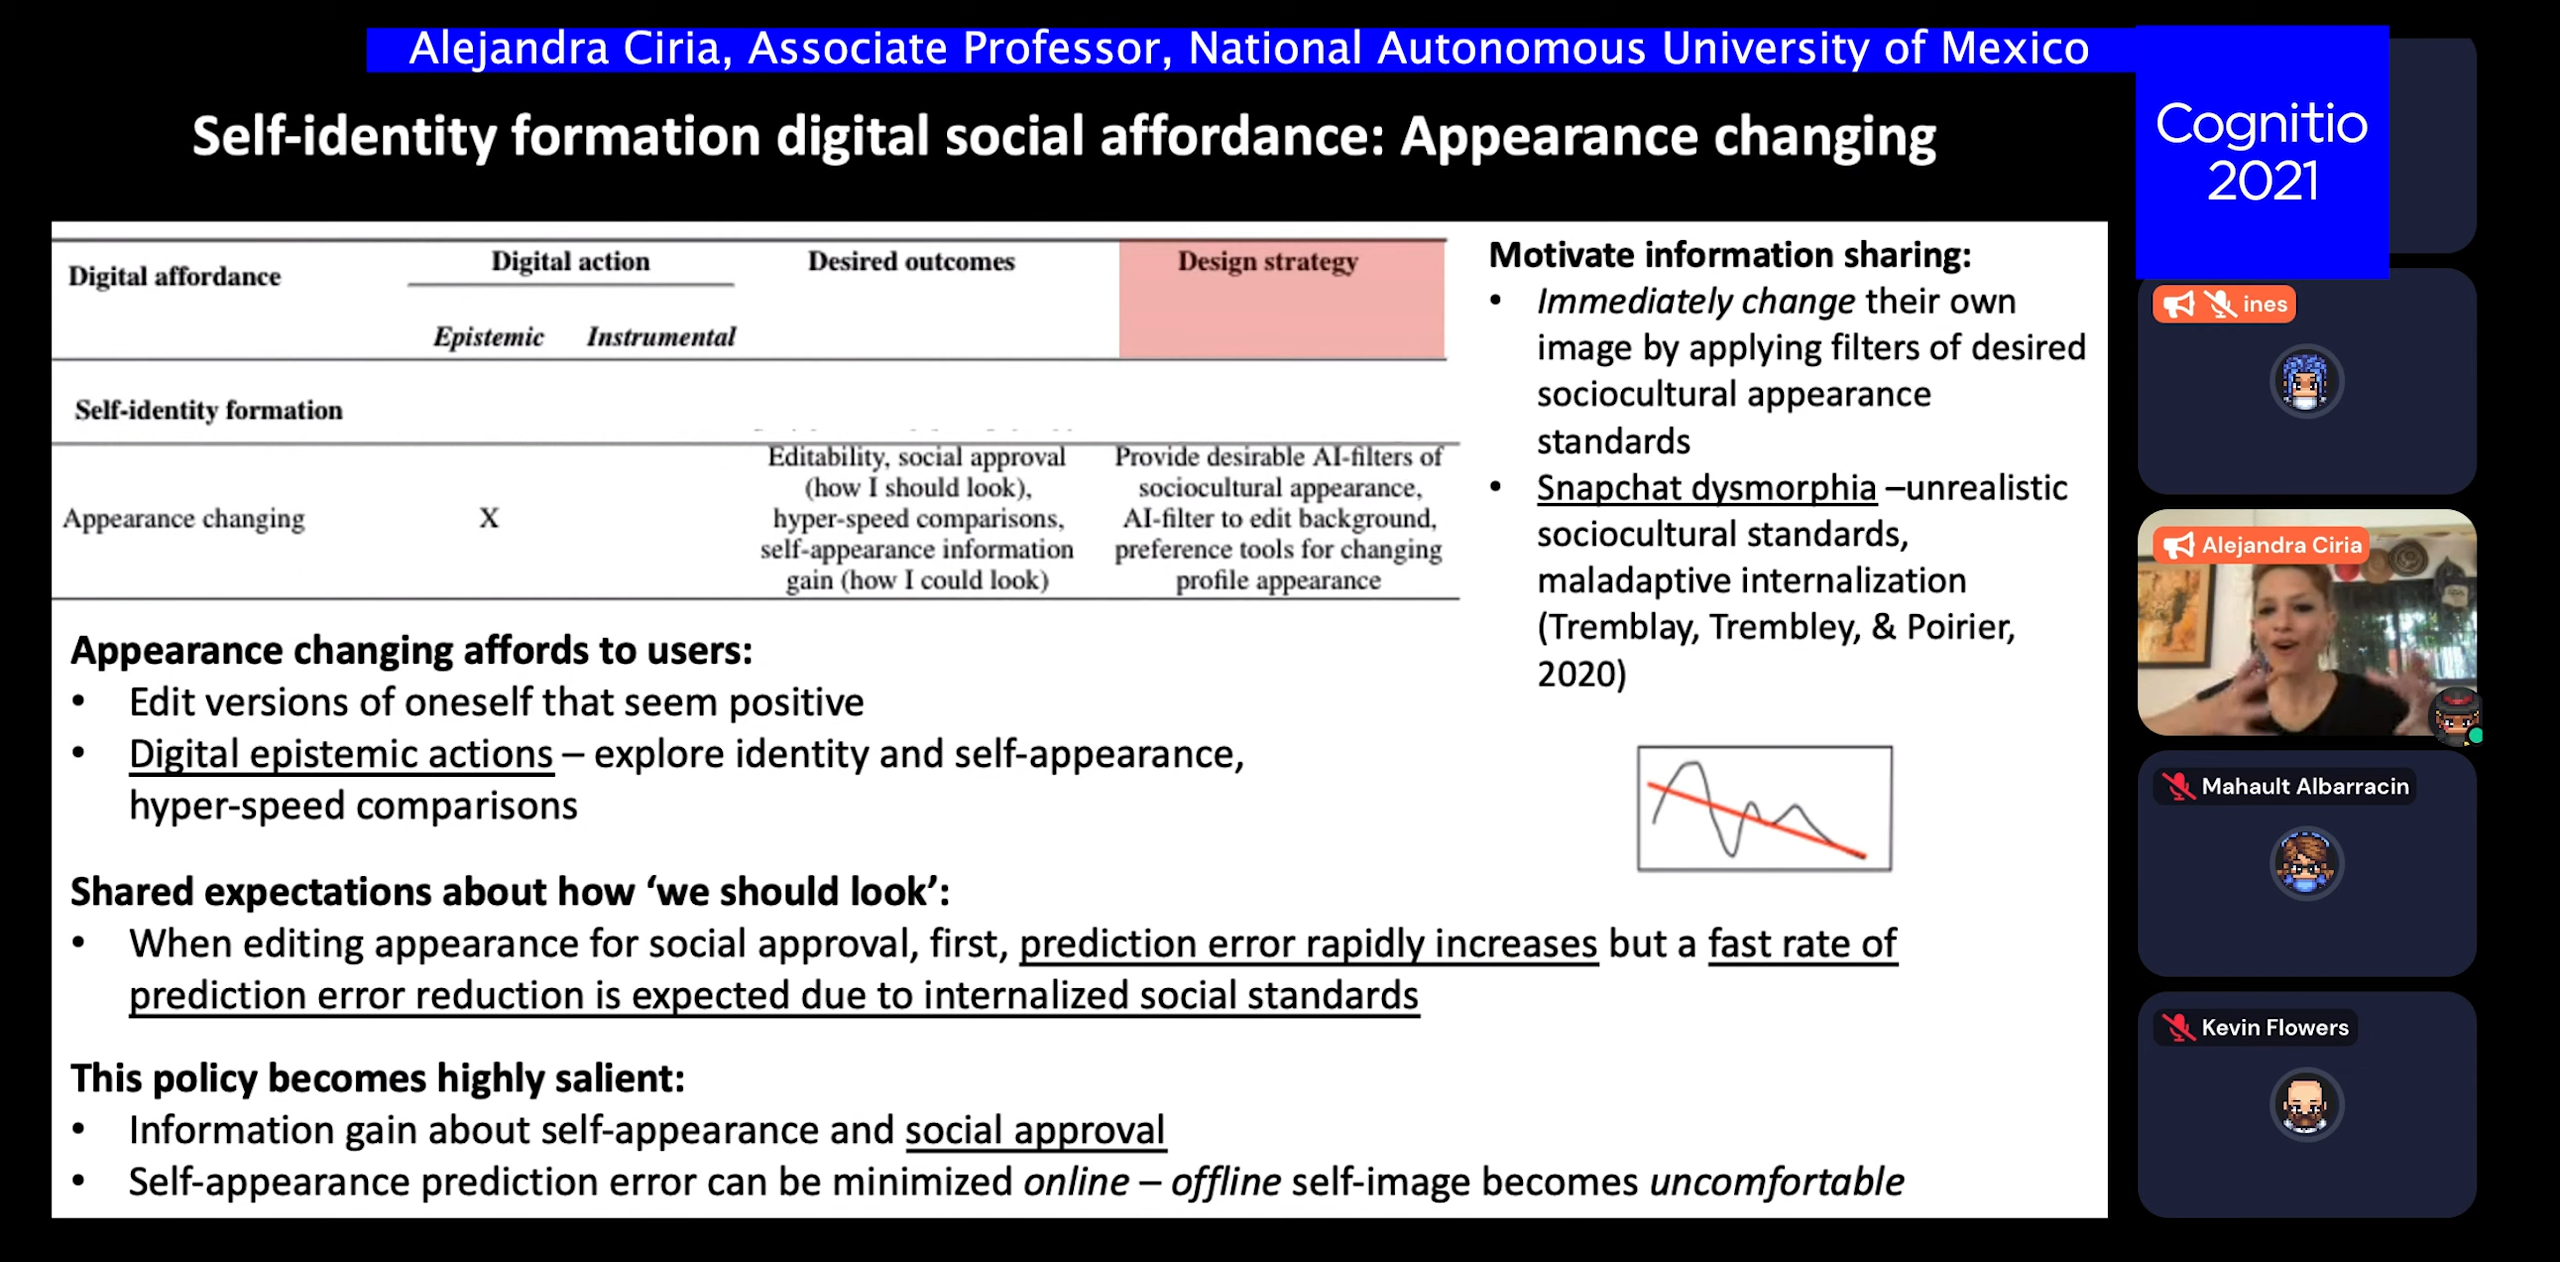 Alejandra Ciria, Associate Professor, National Autonomous University of Mexico
Cognitio
2021
Self-identity formation digital social affordance: Appearance changing
Digital affordance
Digital action
Desired outcomes
Design strategy
Epistemic
Instrumental
Self-identity formation
Appearance changing
X
Editability, social approval
(how I should look),
hyper-speed comparisons,
self-appearance information
gain (how I could look)
Provide desirable AI-filters of
sociocultural appearance,
AI-filter to edit background,
preference tools for changing
profile appearance
Motivate information sharing:
• Immediately change their own
image by applying filters of desired
sociocultural appearance
standards
• Snapchat dysmorphia –unrealistic
sociocultural standards,
maladaptive internalization
(Tremblay, Trembley, & Poirier,
2020)
Appearance changing affords to users:
• Edit versions of oneself that seem positive
• Digital epistemic actions – explore identity and self-appearance,
hyper-speed comparisons
Shared expectations about how ‘we should look’:
• When editing appearance for social approval, first, prediction error rapidly increases but a fast rate of
prediction error reduction is expected due to internalized social standards
This policy becomes highly salient:
• Information gain about self-appearance and social approval
• Self-appearance prediction error can be minimized online – offline self-image becomes uncomfortable
ines
Alejandra Ciria
Mahault Albarracin
Kevin Flowers